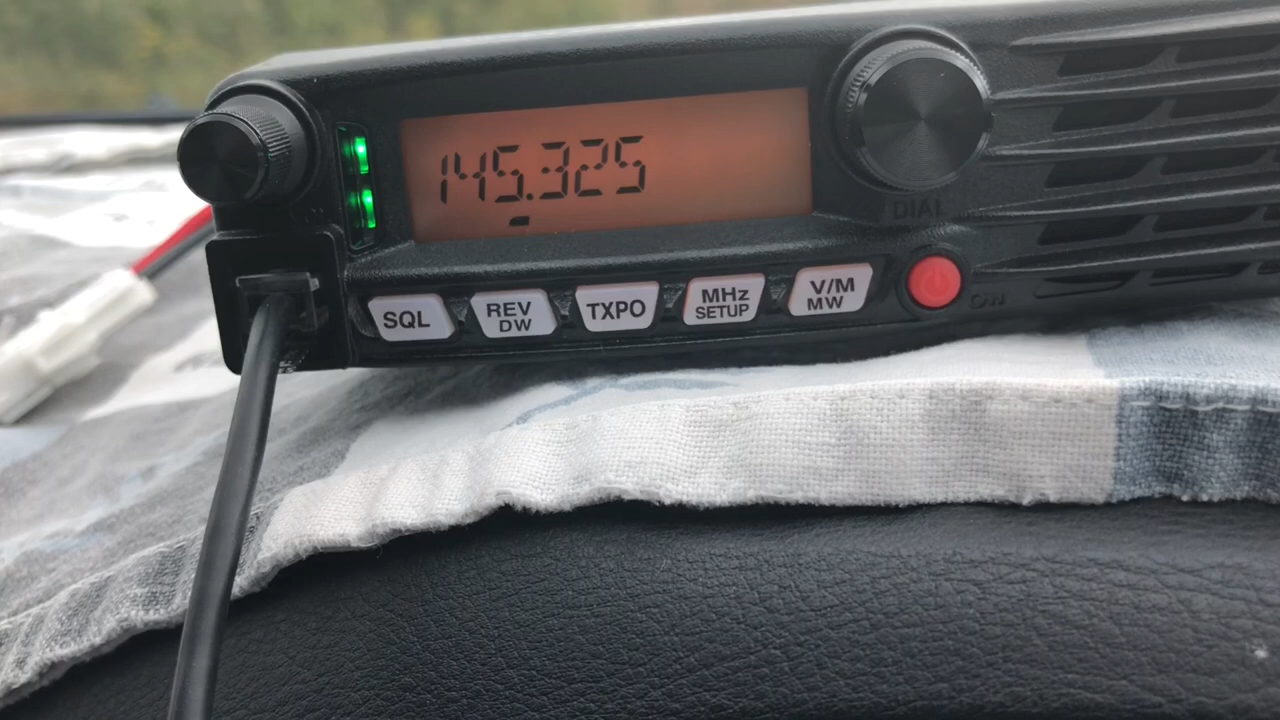 145.325
DIAL
SQL
REV
DW
TXPO
MHz
SETUP
V/M
MW
ON